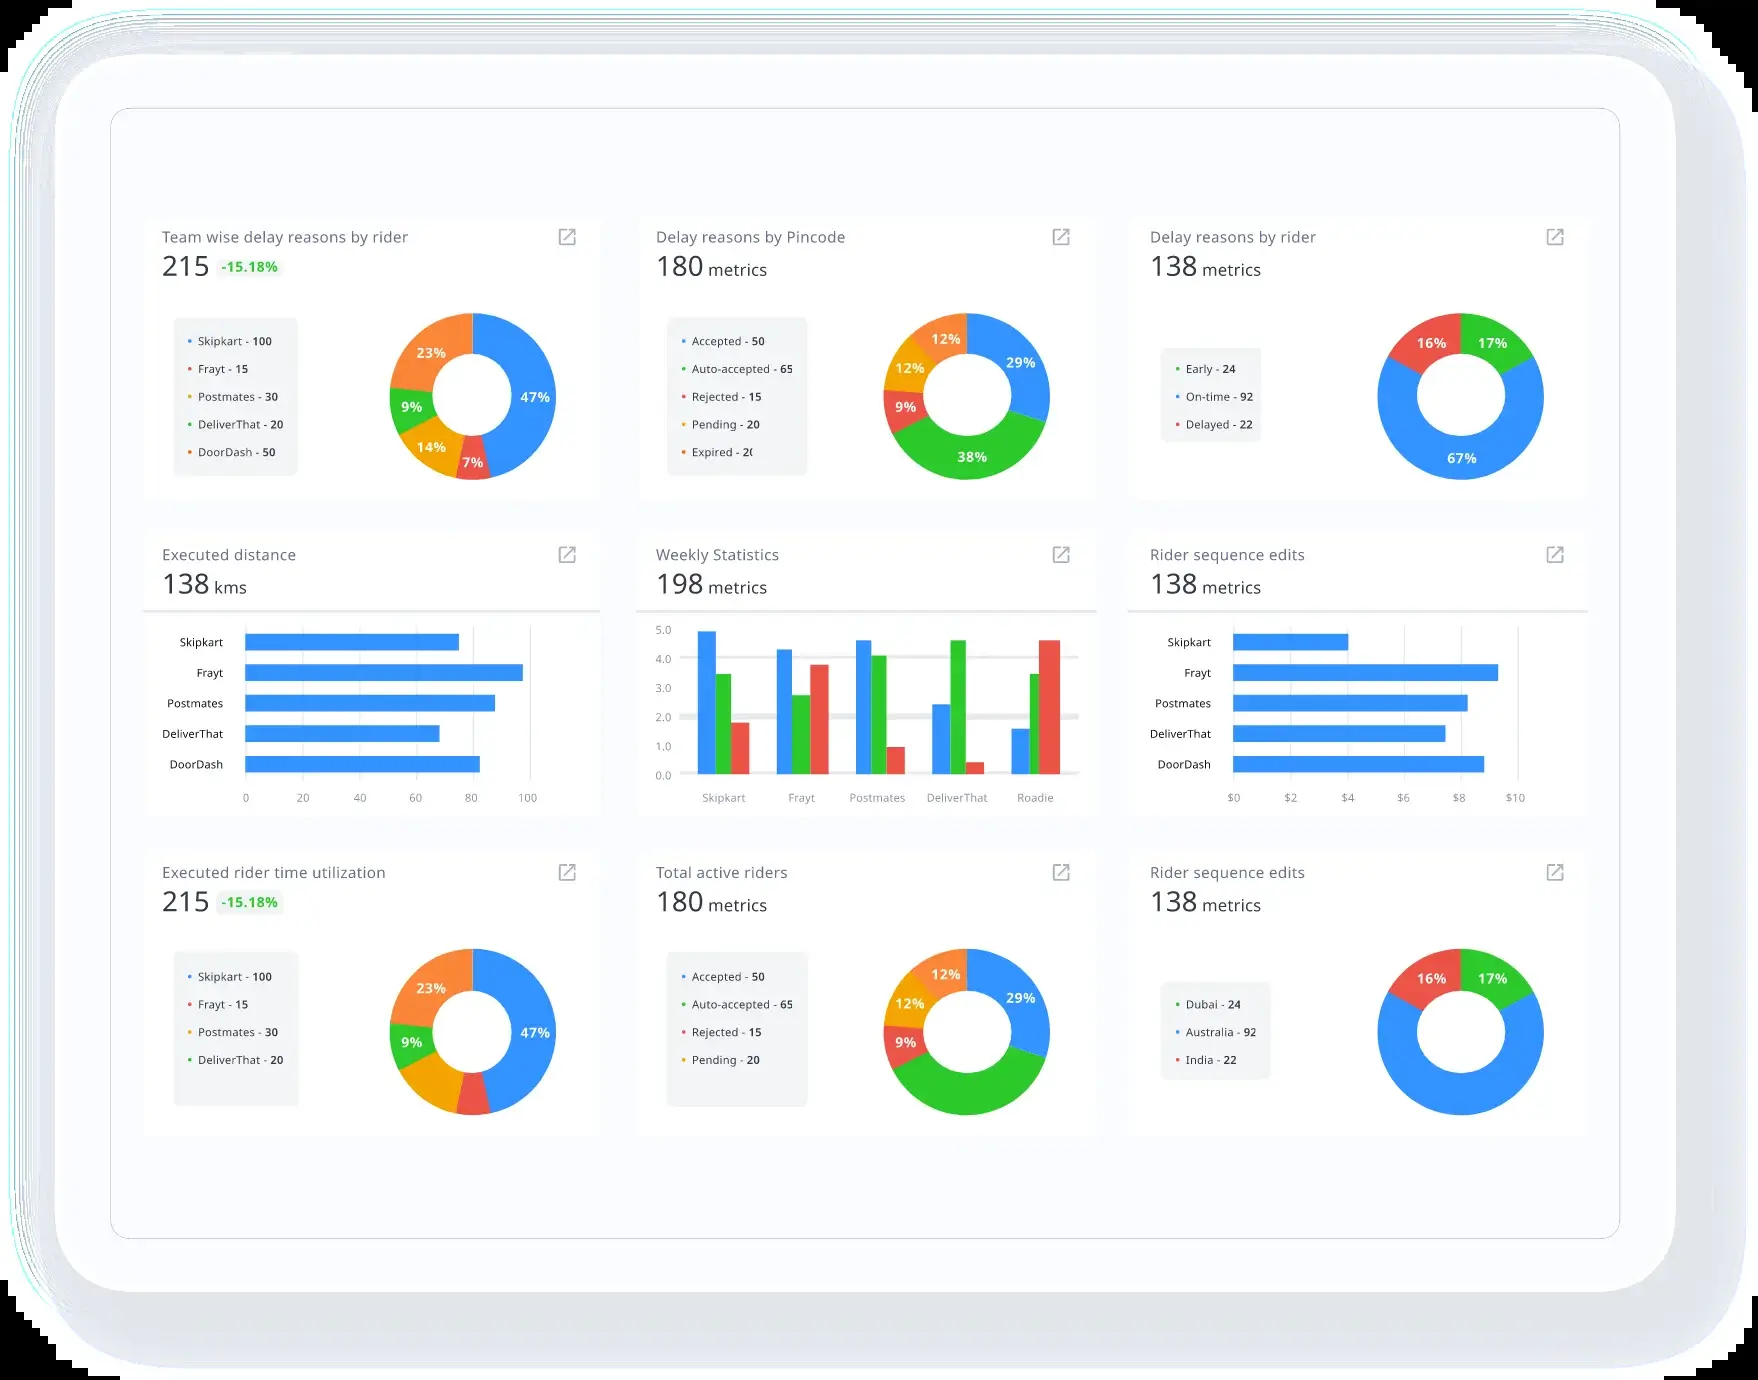 Team wise delay reasons by rider
215 -15.18%
Skipkart - 100
Frayt - 15
Postmates - 30
DeliverThat - 20
DoorDash - 50
23%
47%
9%
14%
7%
Delay reasons by Pincode
180 metrics
Accepted - 50
Auto-accepted - 65
Rejected - 15
Pending - 20
Expired - 20
12%
29%
12%
9%
38%
Delay reasons by rider
138 metrics
Early - 24
On-time - 92
Delayed - 22
16%
17%
67%
Executed distance
138 kms
Skipkart
Frayt
Postmates
DeliverThat
DoorDash
0 20 40 60 80 100
Weekly Statistics
198 metrics
5.0
4.0
3.0
2.0
1.0
0.0
Skipkart Frayt Postmates DeliverThat Roadie
Rider sequence edits
138 metrics
Skipkart
Frayt
Postmates
DeliverThat
DoorDash
$0 $2 $4 $6 $8 $10
Executed rider time utilization
215 -15.18%
Skipkart - 100
Frayt - 15
Postmates - 30
DeliverThat - 20
23%
47%
9%
Total active riders
180 metrics
Accepted - 50
Auto-accepted - 65
Rejected - 15
Pending - 20
12%
29%
12%
9%
Rider sequence edits
138 metrics
Dubai - 24
Australia - 92
India - 22
16%
17%